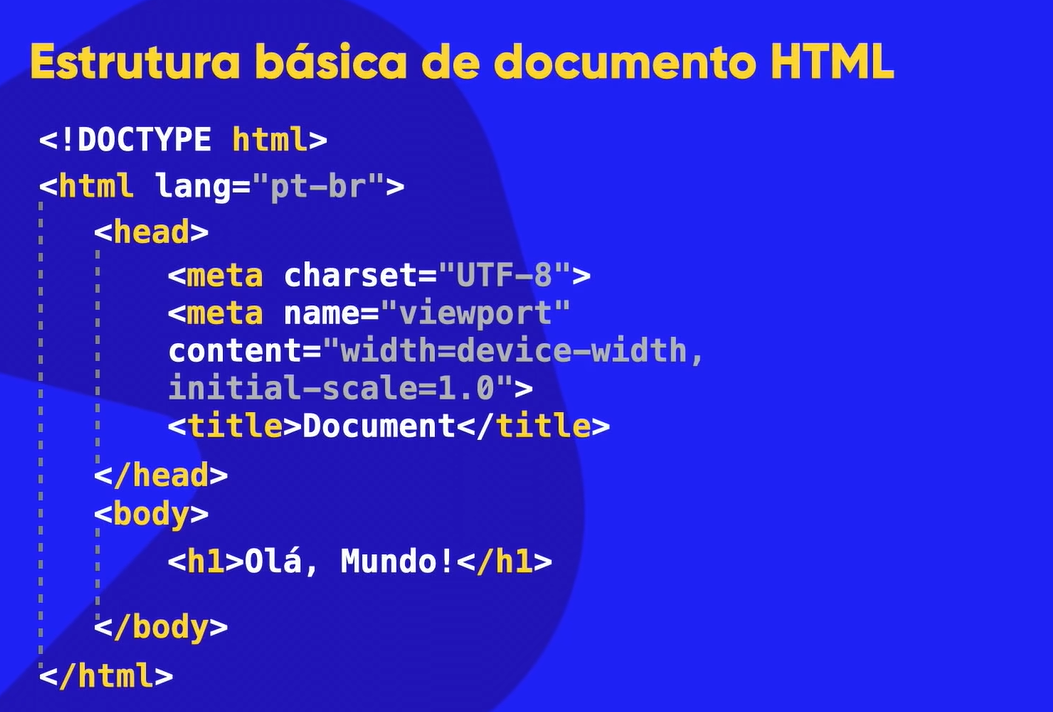 Estrutura básica de documento HTML
<!DOCTYPE html>
<html lang="pt-br">
<head>
<meta charset="UTF-8">
<meta name="viewport"
content="width=device-width,
initial-scale=1.0">
<title>Document</title>
</head>
<body>
<h1>Olá, Mundo!</h1>
</body>
</html>